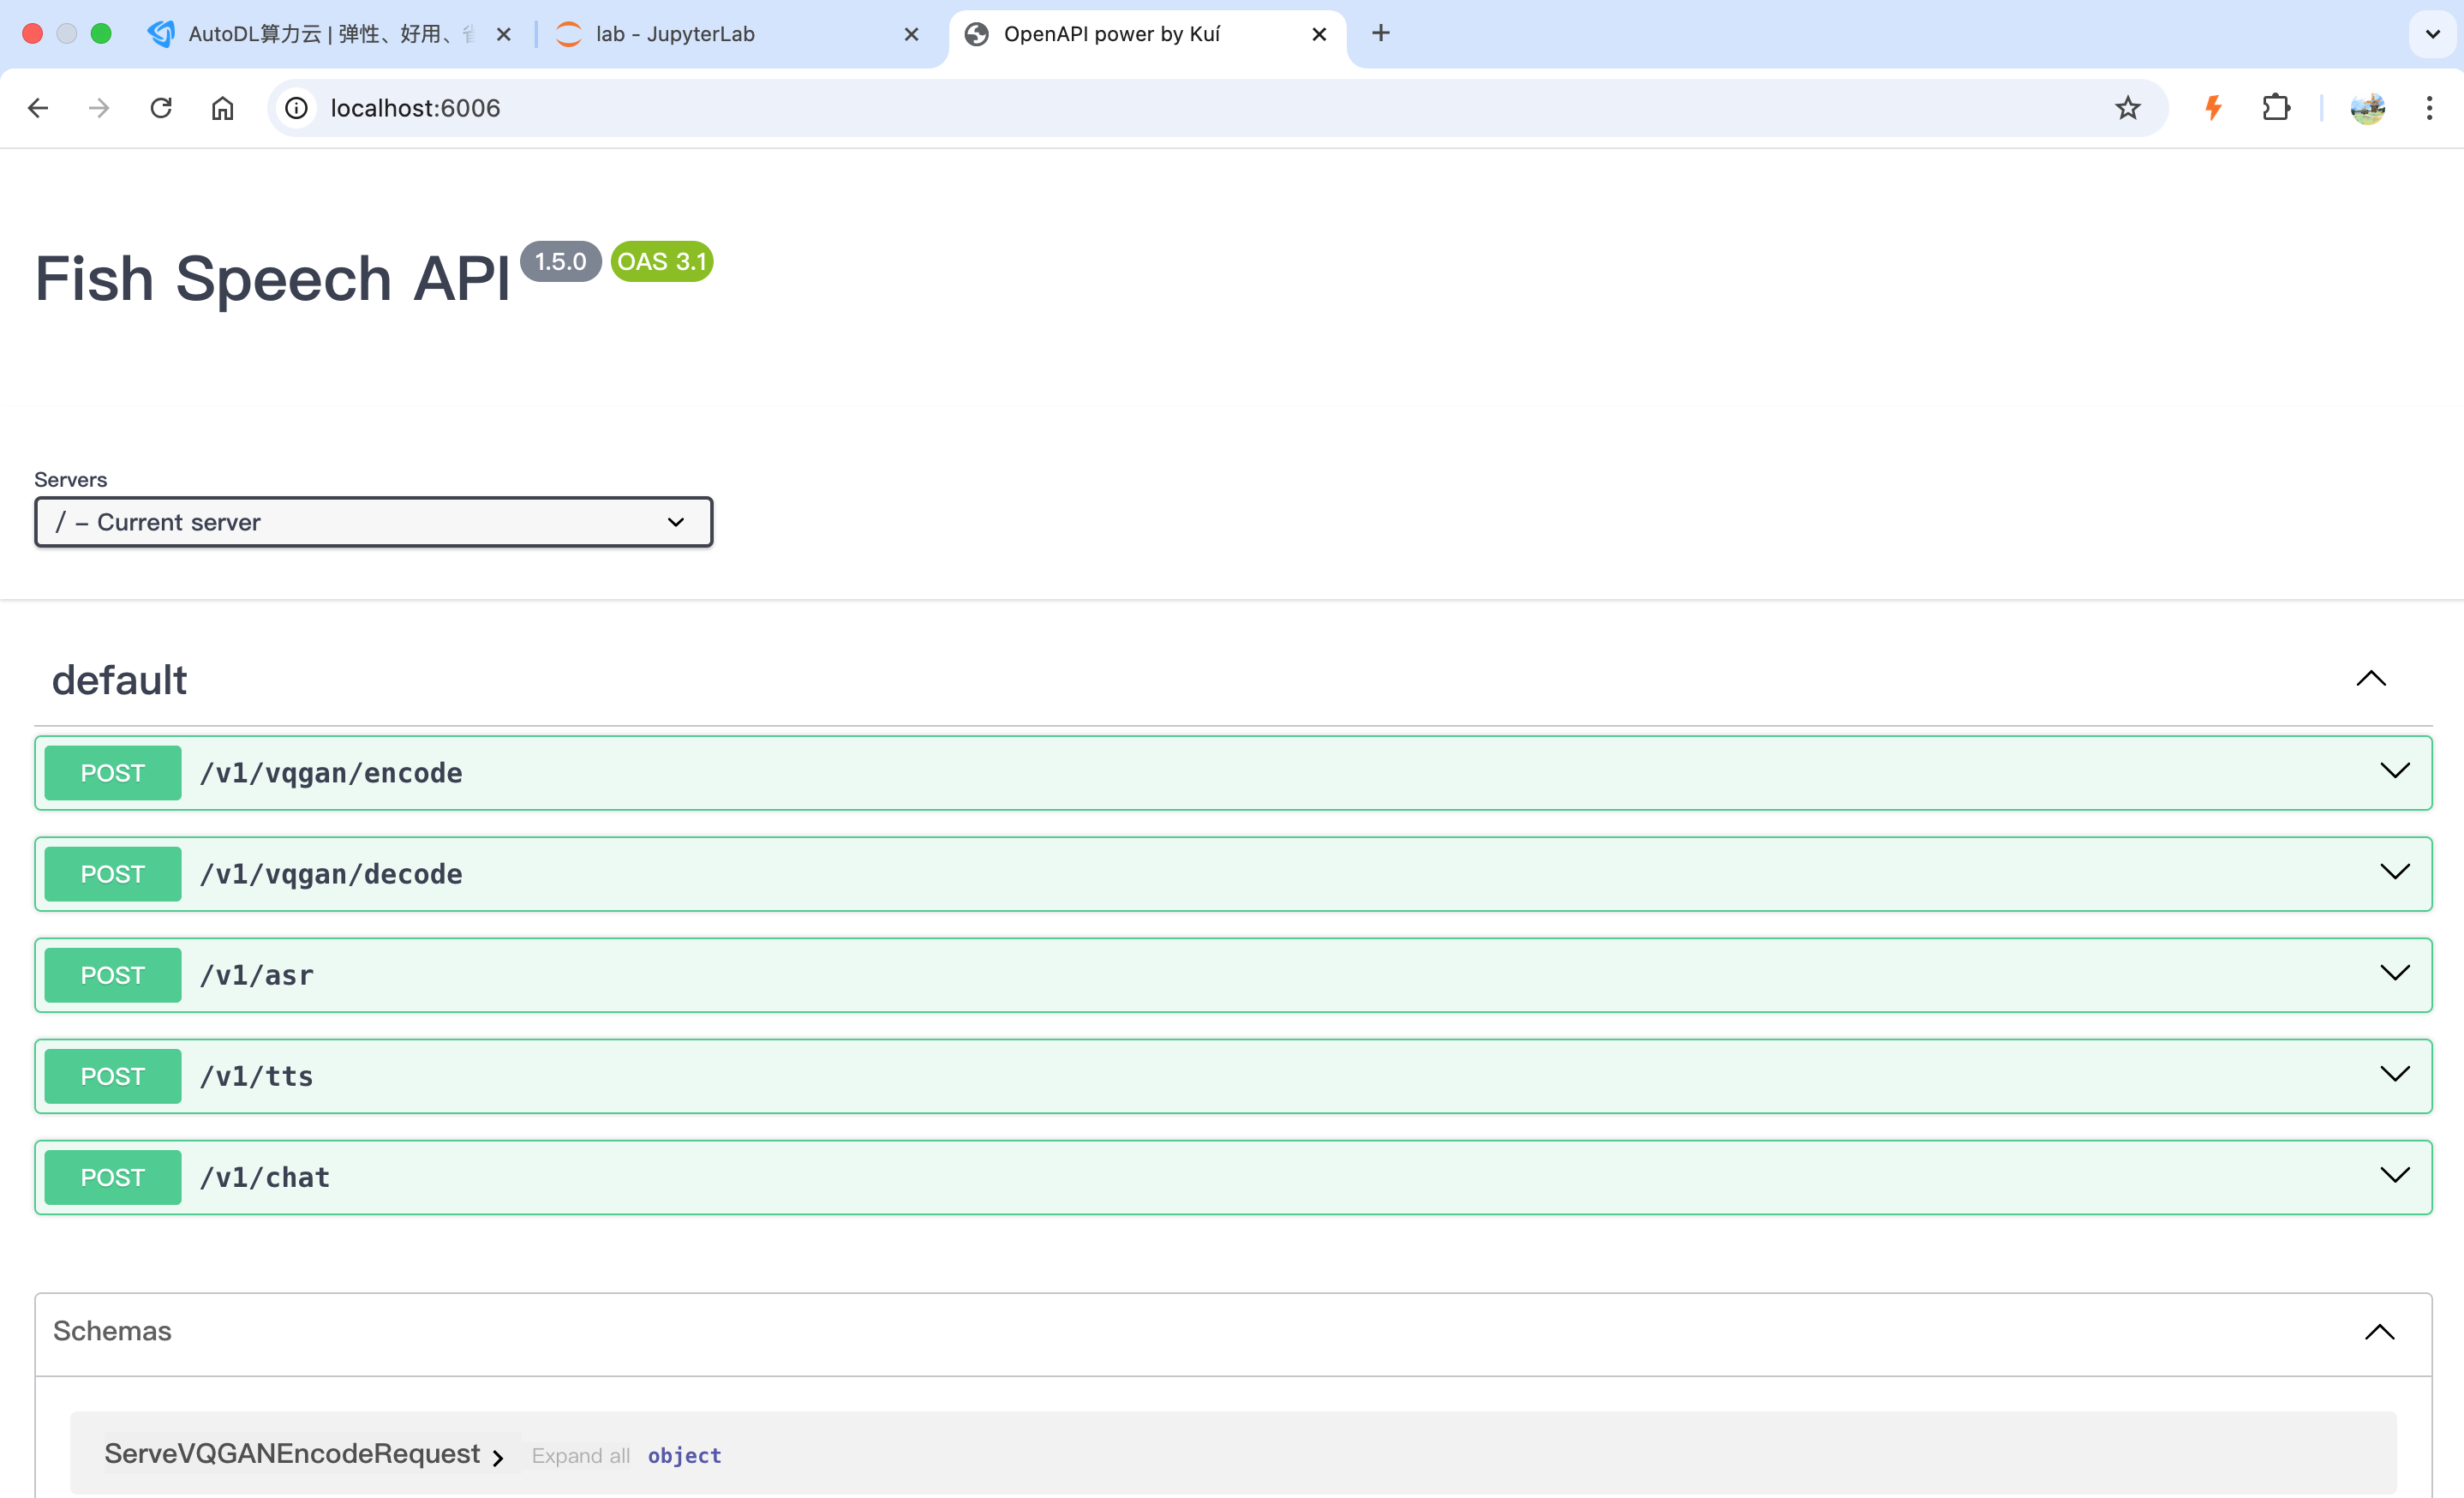 AutoDL算力云 | 弹性、好用、省
lab - JupyterLab
OpenAPI power by Kuí
localhost:6006
Fish Speech API 1.5.0 OAS 3.1
Servers
/ – Current server
default
POST /v1/vqgan/encode
POST /v1/vqgan/decode
POST /v1/asr
POST /v1/tts
POST /v1/chat
Schemas
ServeVQGANEncodeRequest Expand all object